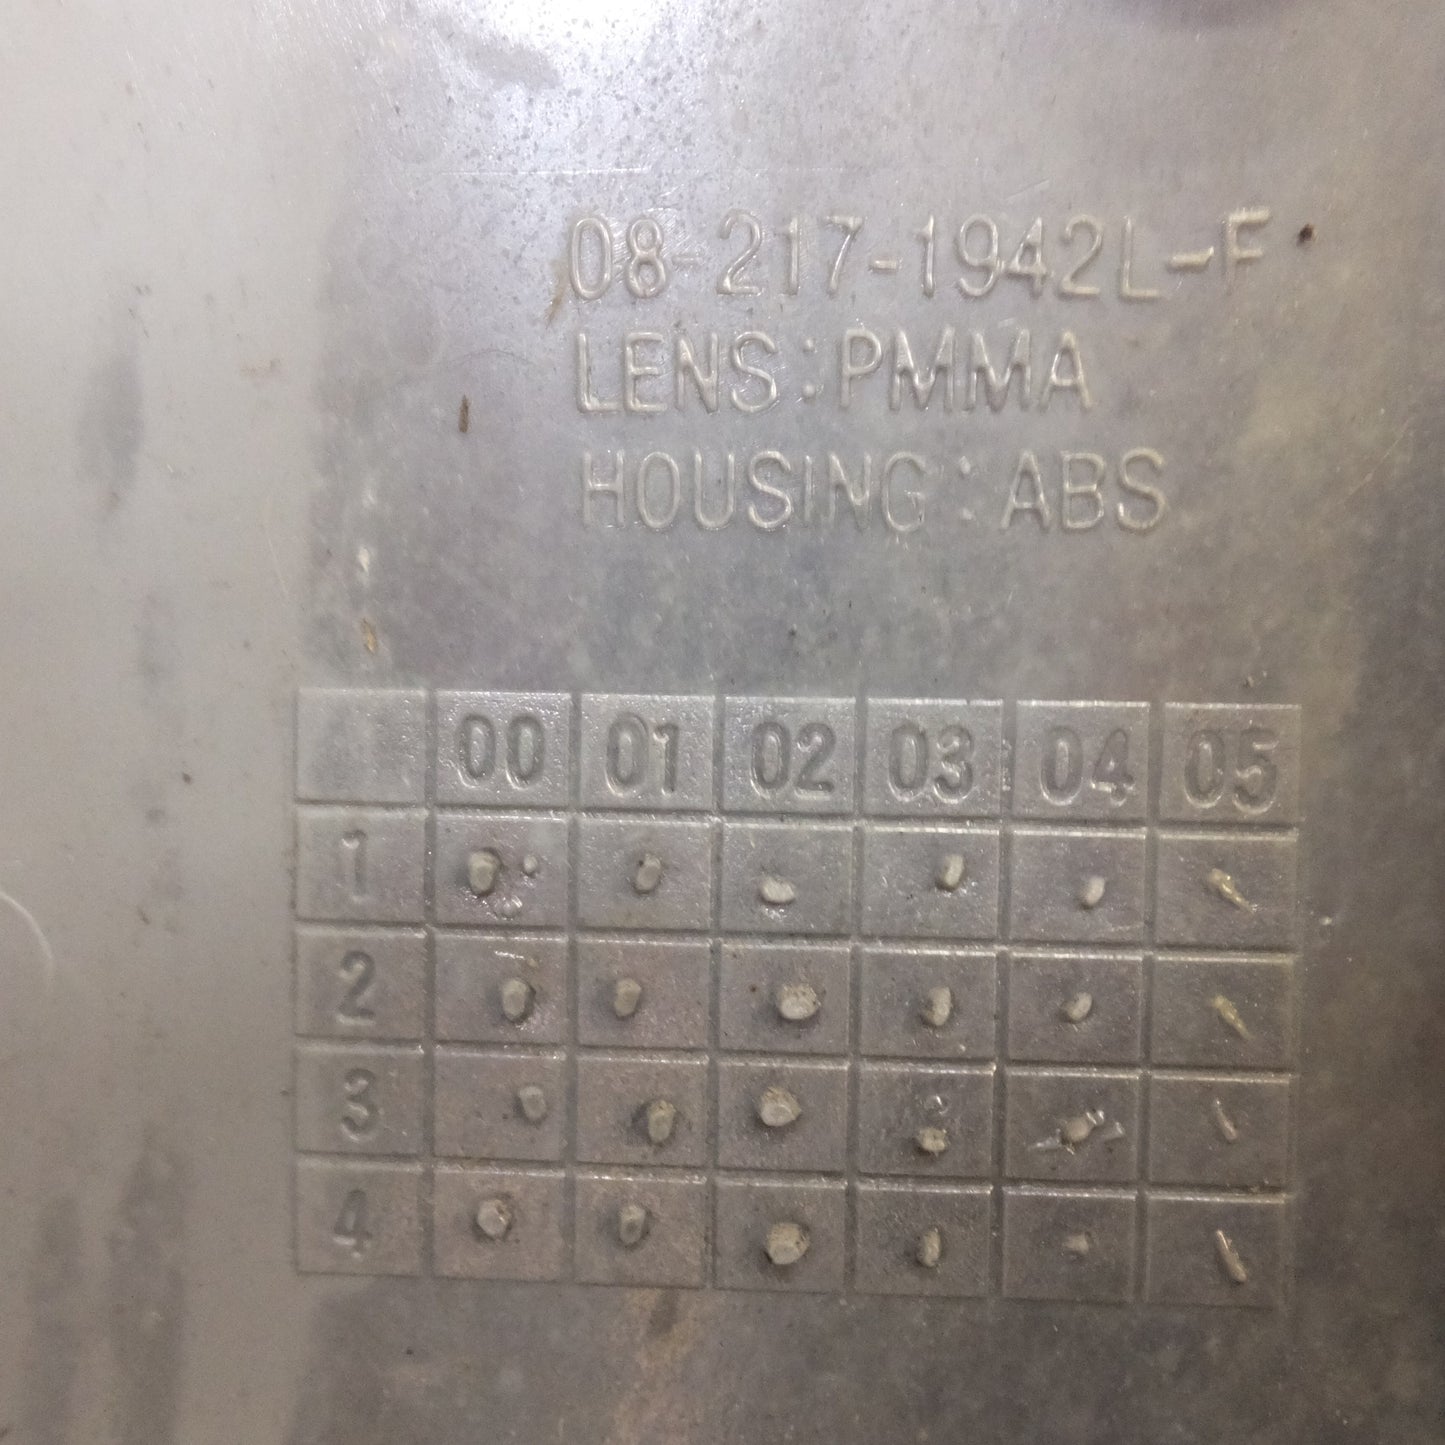 08-217-1942L-F
LENS:PMMA
HOUSING:ABS
00 01 02 03 04 05
1
2
3
4